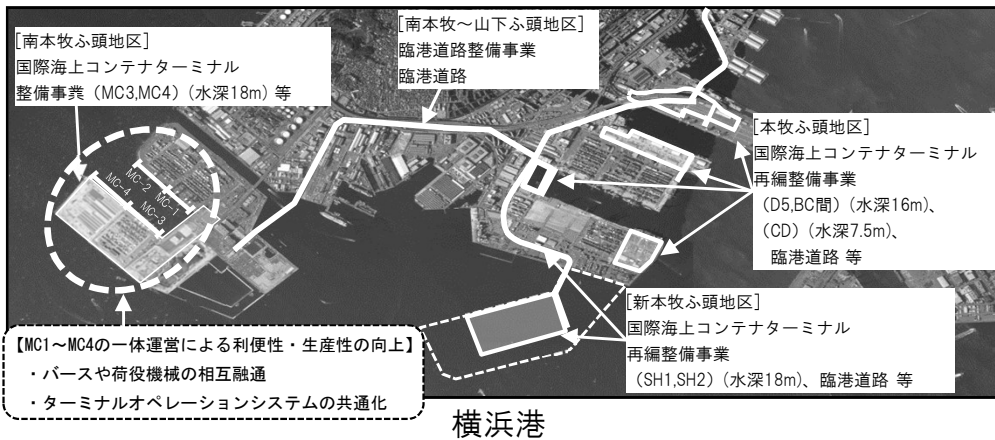 [南本牧ふ頭地区]
国際海上コンテナターミナル
整備事業（MC3,MC4）(水深18m) 等
[南本牧～山下ふ頭地区]
臨港道路整備事業
臨港道路
[本牧ふ頭地区]
国際海上コンテナターミナル
再編整備事業
（D5,BC間）(水深16m)、
（CD）(水深7.5m)、
臨港道路 等
MC-2
MC-1
MC-4
MC-3
[新本牧ふ頭地区]
国際海上コンテナターミナル
再編整備事業
（SH1,SH2）(水深18m)、臨港道路 等
【MC1～MC4の一体運営による利便性・生産性の向上】
・バースや荷役機械の相互融通
・ターミナルオペレーションシステムの共通化
横浜港